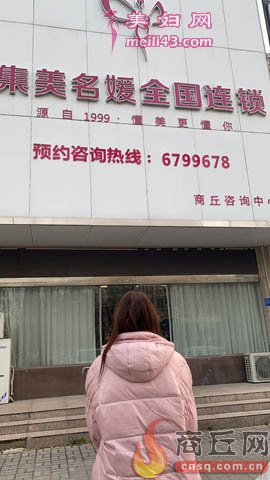 美妇网
meili43.com
集美名媛全国连锁
源自1999·懂美更懂你
预约咨询热线：6799678
商丘咨询中
商丘网
cnsq.com.cn